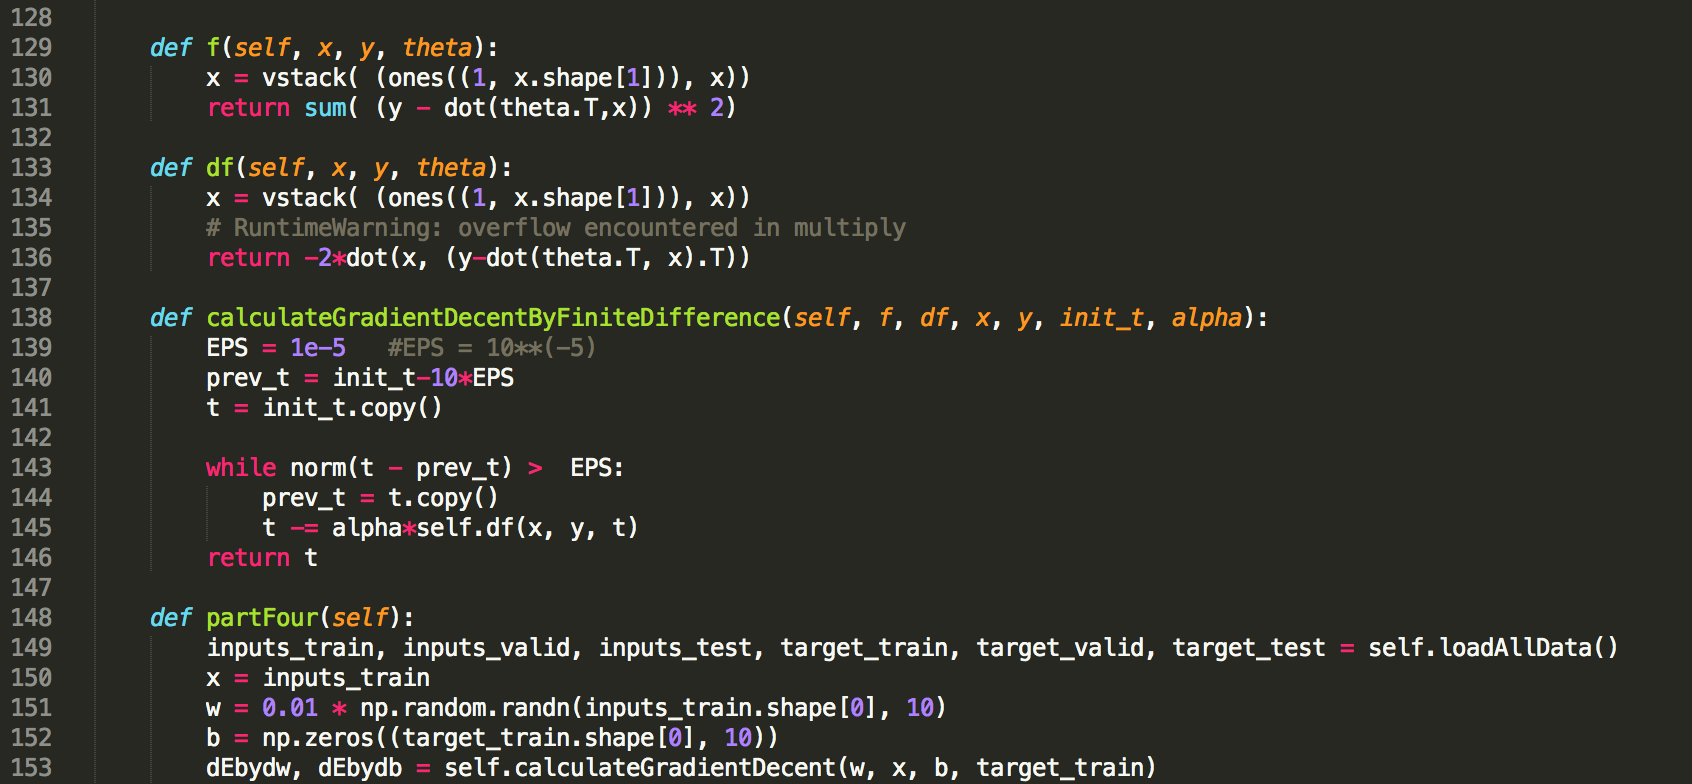 128
129 def f(self, x, y, theta):
130 x = vstack( (ones((1, x.shape[1])), x))
131 return sum( (y - dot(theta.T,x)) ** 2)
132
133 def df(self, x, y, theta):
134 x = vstack( (ones((1, x.shape[1])), x))
135 # RuntimeWarning: overflow encountered in multiply
136 return -2*dot(x, (y-dot(theta.T, x).T))
137
138 def calculateGradientDecentByFiniteDifference(self, f, df, x, y, init_t, alpha):
139 EPS = 1e-5   #EPS = 10**(-5)
140 prev_t = init_t-10*EPS
141 t = init_t.copy()
142
143 while norm(t - prev_t) >  EPS:
144 prev_t = t.copy()
145 t -= alpha*self.df(x, y, t)
146 return t
147
148 def partFour(self):
149 inputs_train, inputs_valid, inputs_test, target_train, target_valid, target_test = self.loadAllData()
150 x = inputs_train
151 w = 0.01 * np.random.randn(inputs_train.shape[0], 10)
152 b = np.zeros((target_train.shape[0], 10))
153 dEbydw, dEbydb = self.calculateGradientDecent(w, x, b, target_train)